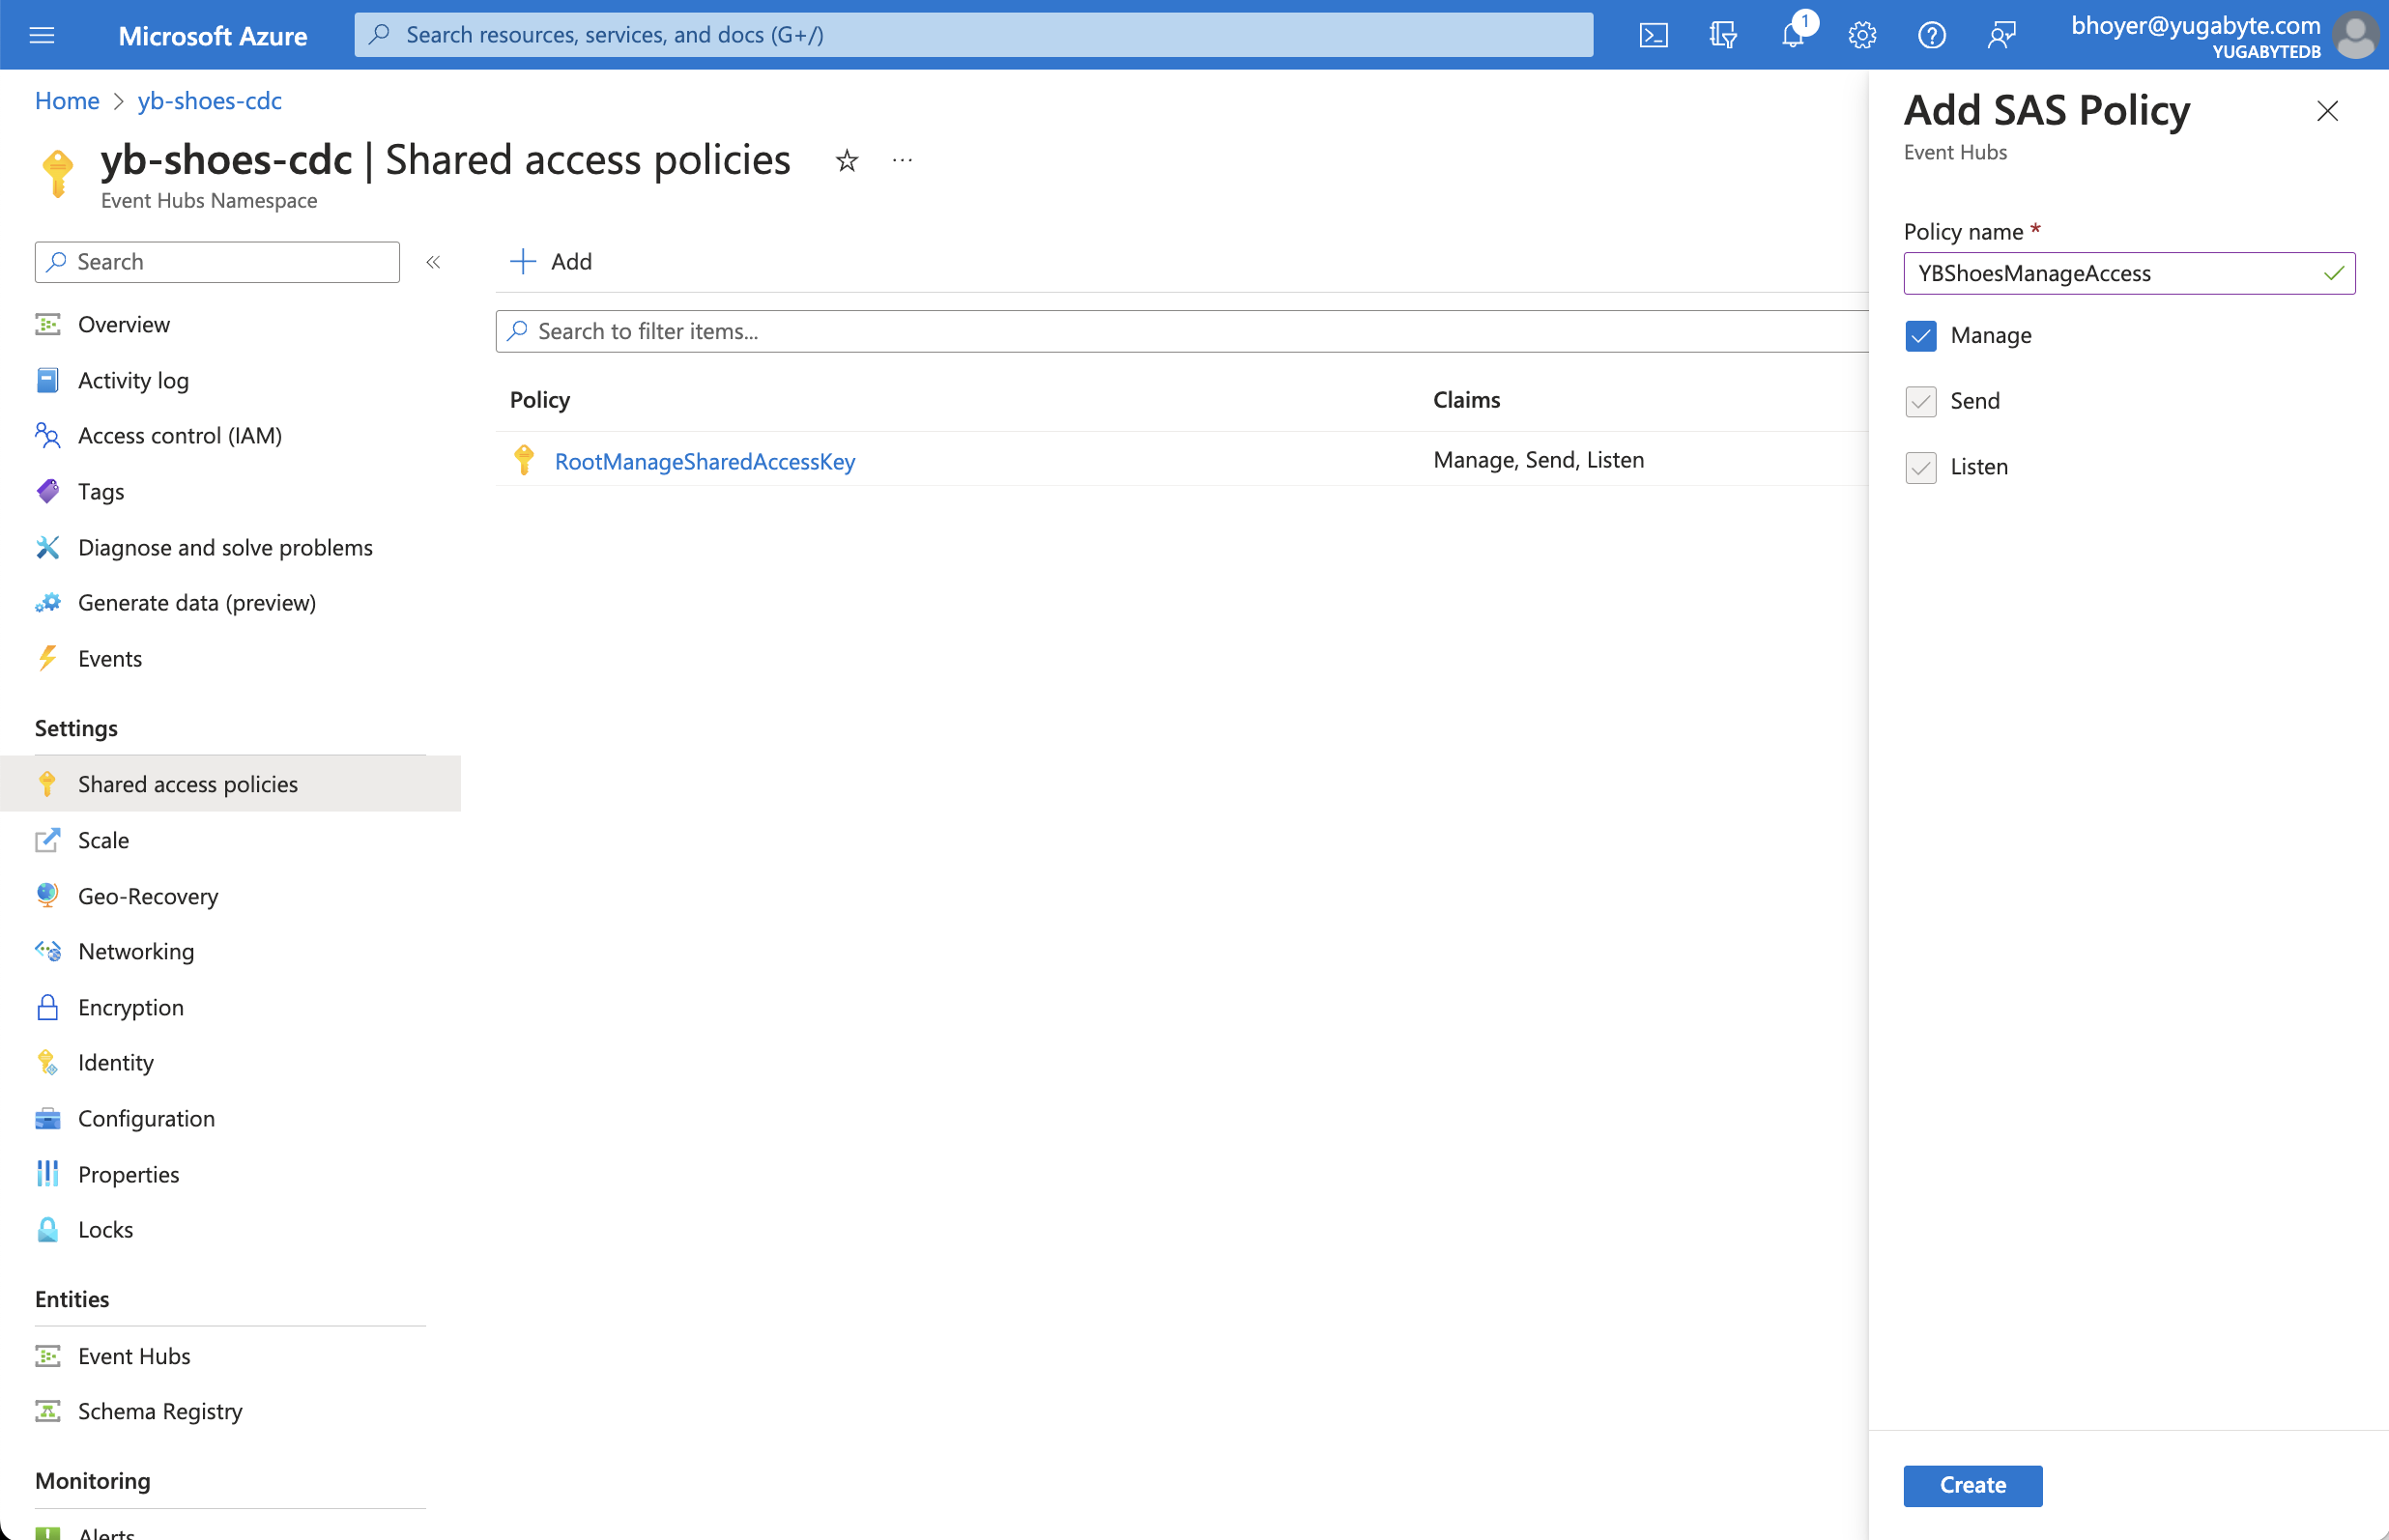 Microsoft Azure
Search resources, services, and docs (G+/)
1
bhoyer@yugabyte.com
YUGABYTEDB
Home > yb-shoes-cdc
yb-shoes-cdc | Shared access policies
Event Hubs Namespace
Search
Overview
Activity log
Access control (IAM)
Tags
Diagnose and solve problems
Generate data (preview)
Events
Settings
Shared access policies
Scale
Geo-Recovery
Networking
Encryption
Identity
Configuration
Properties
Locks
Entities
Event Hubs
Schema Registry
Monitoring
Alerts
Add
Search to filter items...
Policy Claims
RootManageSharedAccessKey Manage, Send, Listen
Add SAS Policy
Event Hubs
Policy name *
YBShoesManageAccess
Manage
Send
Listen
Create